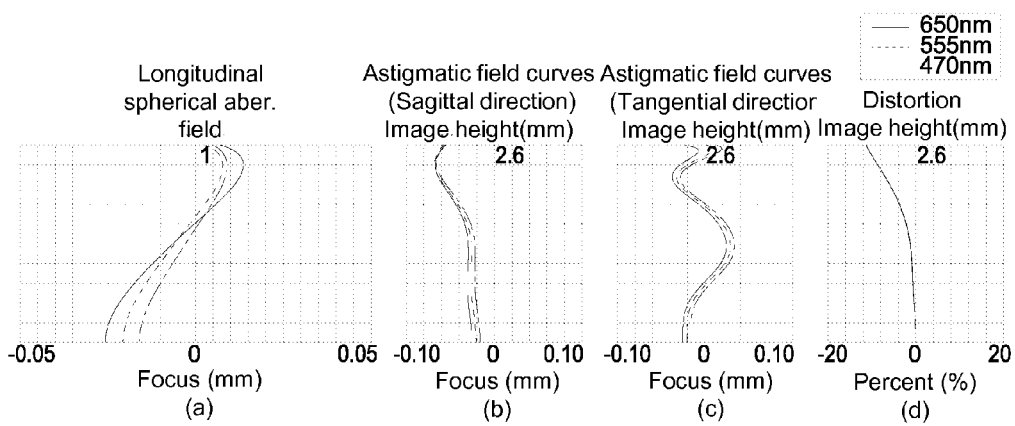 650nm
555nm
470nm
Longitudinal
spherical aber.
field
Astigmatic field curves
(Sagittal direction)
Image height(mm)
Astigmatic field curves
(Tangential direction
Image height(mm)
Distortion
Image height(mm)
1
2.6
2.6
2.6
-0.05 0 0.05
-0.10 0 0.10
-0.10 0 0.10
-20 0 20
Focus (mm)
Focus (mm)
Focus (mm)
Percent (%)
(a)
(b)
(c)
(d)